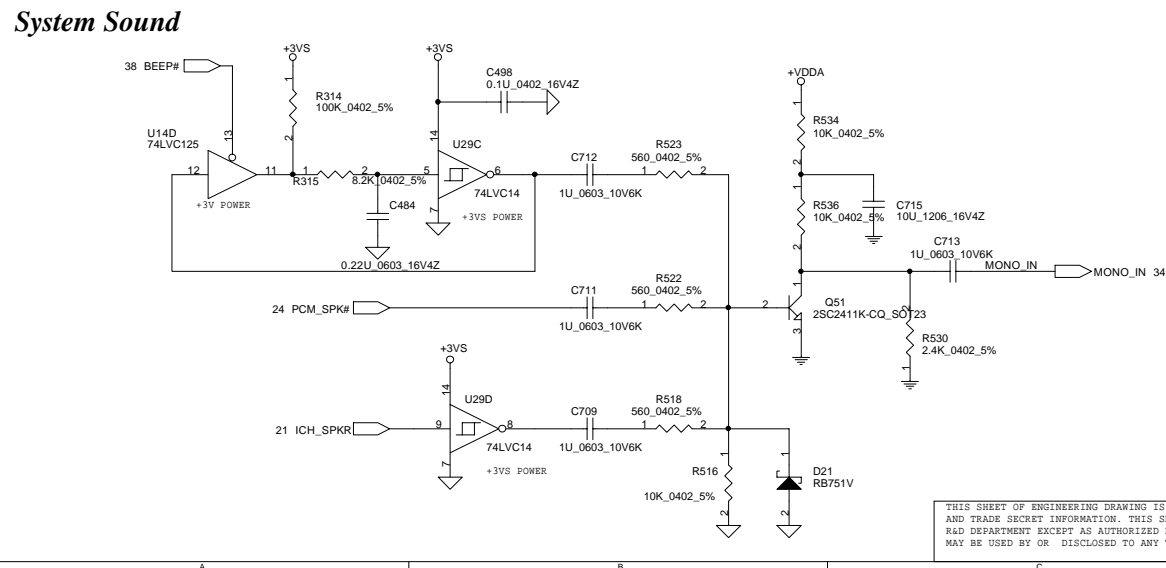 System Sound
+3VS
+3VS
38 BEEP#
C498
0.1U_0402_16V4Z
+VDDA
1
R314
100K_0402_5%
1
R534
10K_0402_5%
U14D
74LVC125
13
2
14
U29C
2
C712
R523
560_0402_5%
1
12
11
1
2
5
6
1
2
R315
8.2K_0402_5%
74LVC14
1U_0603_10V6K
R536
10K_0402_5%
C715
10U_1206_16V4Z
+3V POWER
C484
7
+3VS POWER
2
C713
1U_0603_10V6K
0.22U_0603_16V4Z
MONO_IN
MONO_IN 34
C711
R522
560_0402_5%
1
24 PCM_SPK#
1
2
2
Q51
2SC2411K-CQ_SOT23
2
1U_0603_10V6K
3
R530
2.4K_0402_5%
+3VS
1
14
U29D
C709
R518
560_0402_5%
21 ICH_SPKR
9
8
1
2
74LVC14
1U_0603_10V6K
7
+3VS POWER
R516
10K_0402_5%
1
1
D21
RB751V
2
2
THIS SHEET OF ENGINEERING DRAWING IS
AND TRADE SECRET INFORMATION. THIS
R&D DEPARTMENT EXCEPT AS AUTHORIZED
MAY BE USED BY OR DISCLOSED TO ANY
A
B
C